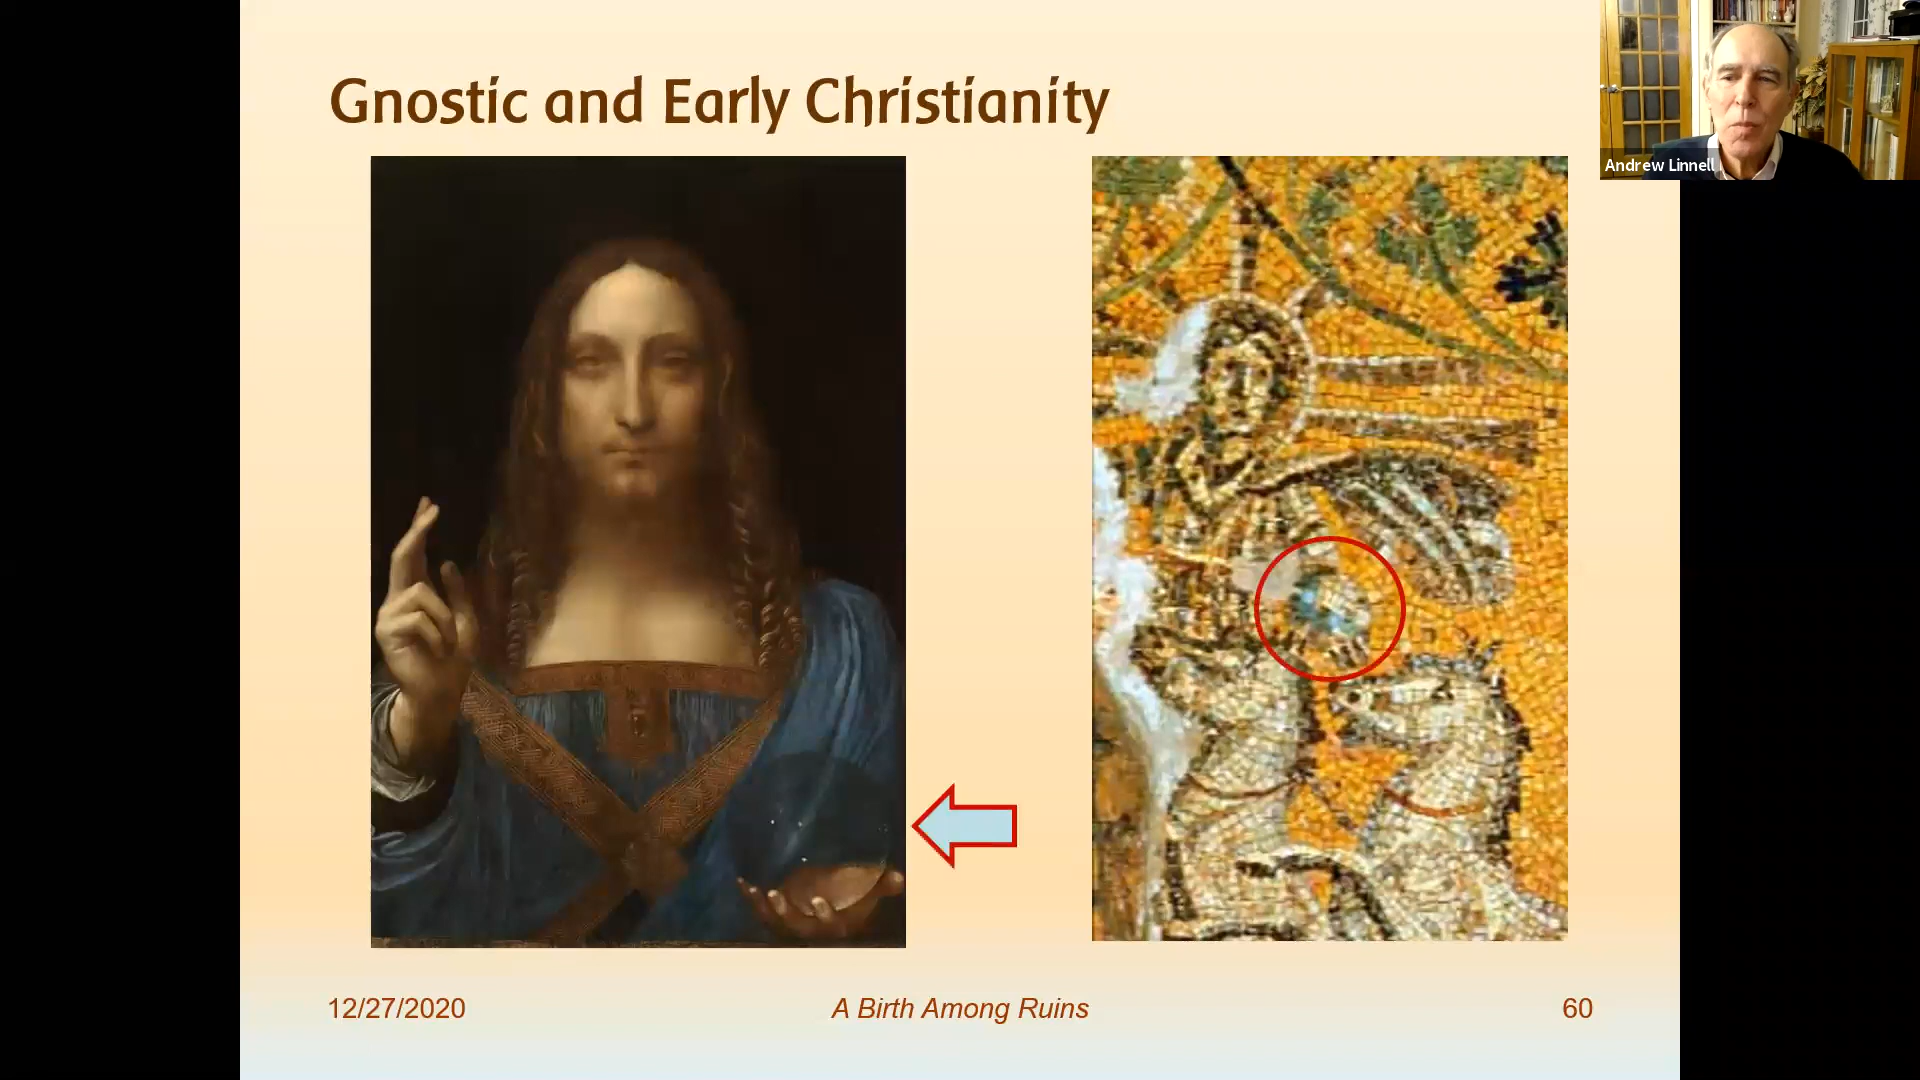 Gnostic and Early Christianity
Andrew Linnell
12/27/2020
A Birth Among Ruins
60